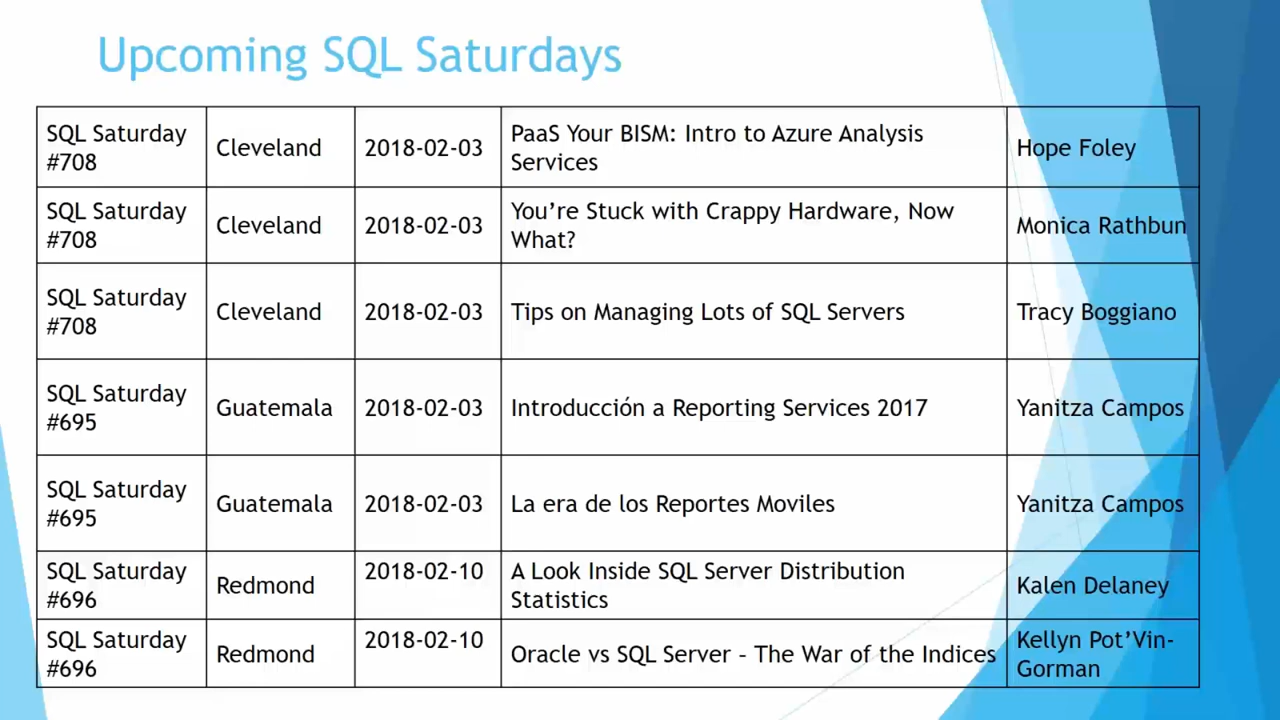 Upcoming SQL Saturdays
SQL Saturday
#708
Cleveland
2018-02-03
PaaS Your BISM: Intro to Azure Analysis
Services
Hope Foley
SQL Saturday
#708
Cleveland
2018-02-03
You’re Stuck with Crappy Hardware, Now
What?
Monica Rathbun
SQL Saturday
#708
Cleveland
2018-02-03
Tips on Managing Lots of SQL Servers
Tracy Boggiano
SQL Saturday
#695
Guatemala
2018-02-03
Introducción a Reporting Services 2017
Yanitza Campos
SQL Saturday
#695
Guatemala
2018-02-03
La era de los Reportes Moviles
Yanitza Campos
SQL Saturday
#696
Redmond
2018-02-10
A Look Inside SQL Server Distribution
Statistics
Kalen Delaney
SQL Saturday
#696
Redmond
2018-02-10
Oracle vs SQL Server – The War of the Indices
Kellyn Pot’Vin-
Gorman